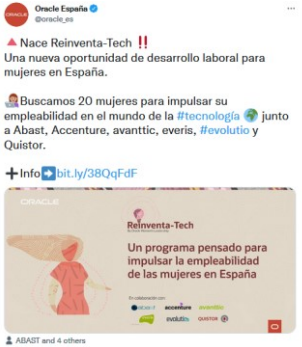 Oracle España
@oracle_es
🔺Nace Reinventa-Tech ‼️
Una nueva oportunidad de desarrollo laboral para
mujeres en España.
Buscamos 20 mujeres para impulsar su
empleabilidad en el mundo de la #tecnología 🌍 junto
a Abast, Accenture, avanttic, everis, #evolutio y
Quistor.
➕Info➡️bit.ly/38QqFdF
ORACLE
Reinventa-Tech
Un programa pensado para
impulsar la empleabilidad
de las mujeres en España
En colaboración con:
accenture avanttic
evolutio QUISTOR
ABAST and 4 others